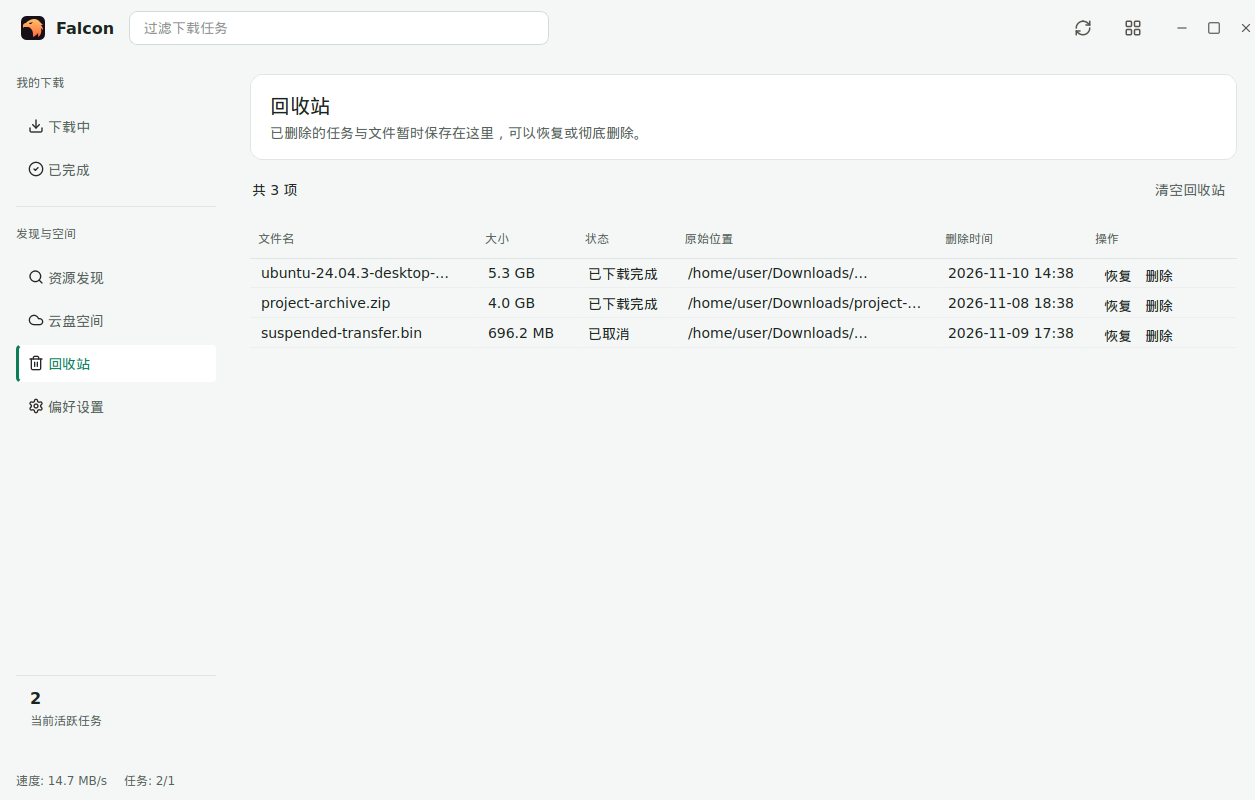 Falcon
过滤下载任务
我的下载
下载中
已完成
发现与空间
资源发现
云盘空间
回收站
偏好设置
2
当前活跃任务
速度: 14.7 MB/s 任务: 2/1
回收站
已删除的任务与文件暂时保存在这里，可以恢复或彻底删除。
共 3 项 清空回收站
文件名 大小 状态 原始位置 删除时间 操作
ubuntu-24.04.3-desktop-... 5.3 GB 已下载完成 /home/user/Downloads/... 2026-11-10 14:38 恢复 删除
project-archive.zip 4.0 GB 已下载完成 /home/user/Downloads/project-... 2026-11-08 18:38 恢复 删除
suspended-transfer.bin 696.2 MB 已取消 /home/user/Downloads/... 2026-11-09 17:38 恢复 删除